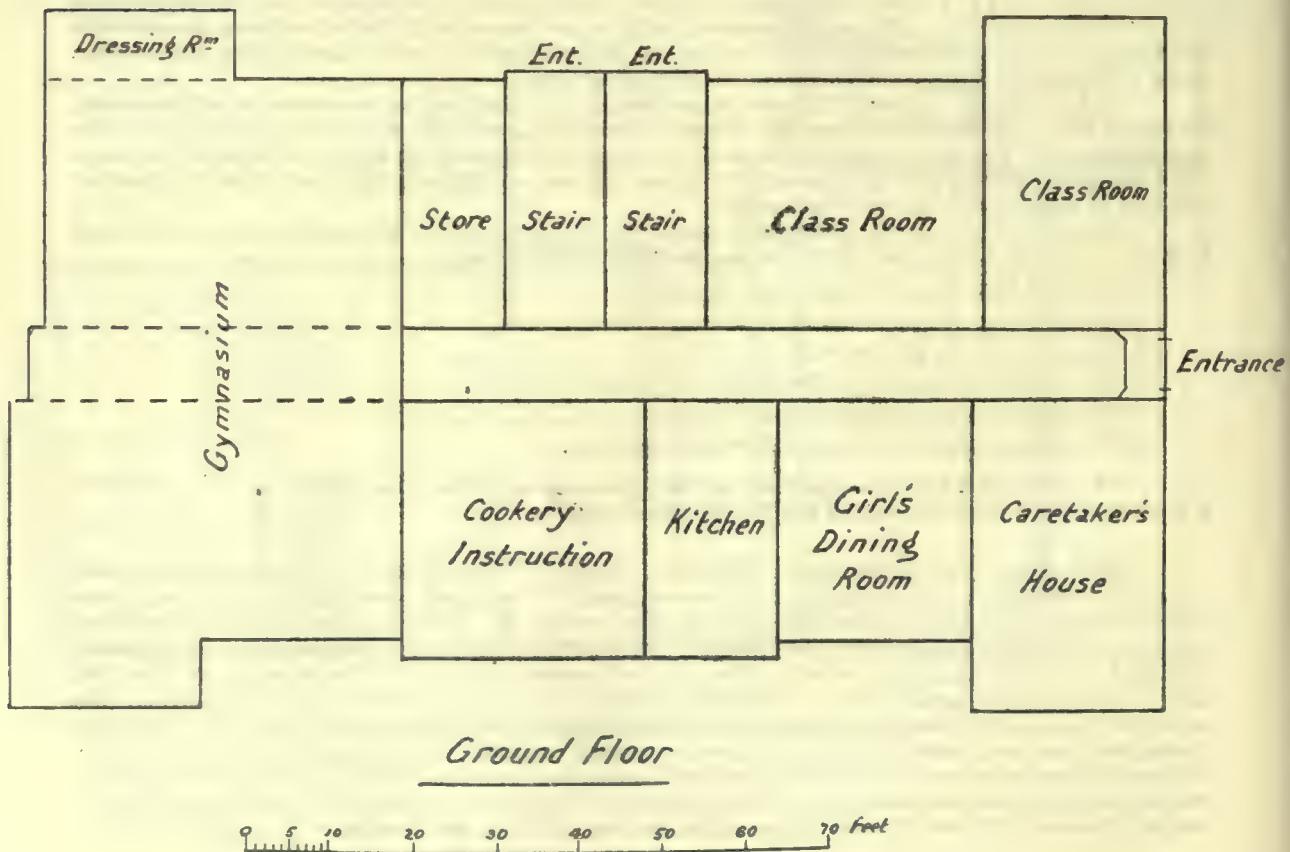 Dressing Rm
Ent. Ent.
Store
Stair
Stair
Class Room
Class Room
Gymnasium
Entrance
Cookery
Instruction
Kitchen
Girl's
Dining
Room
Caretaker's
House
Ground Floor
0 5 10 20 30 40 50 60 70 Feet